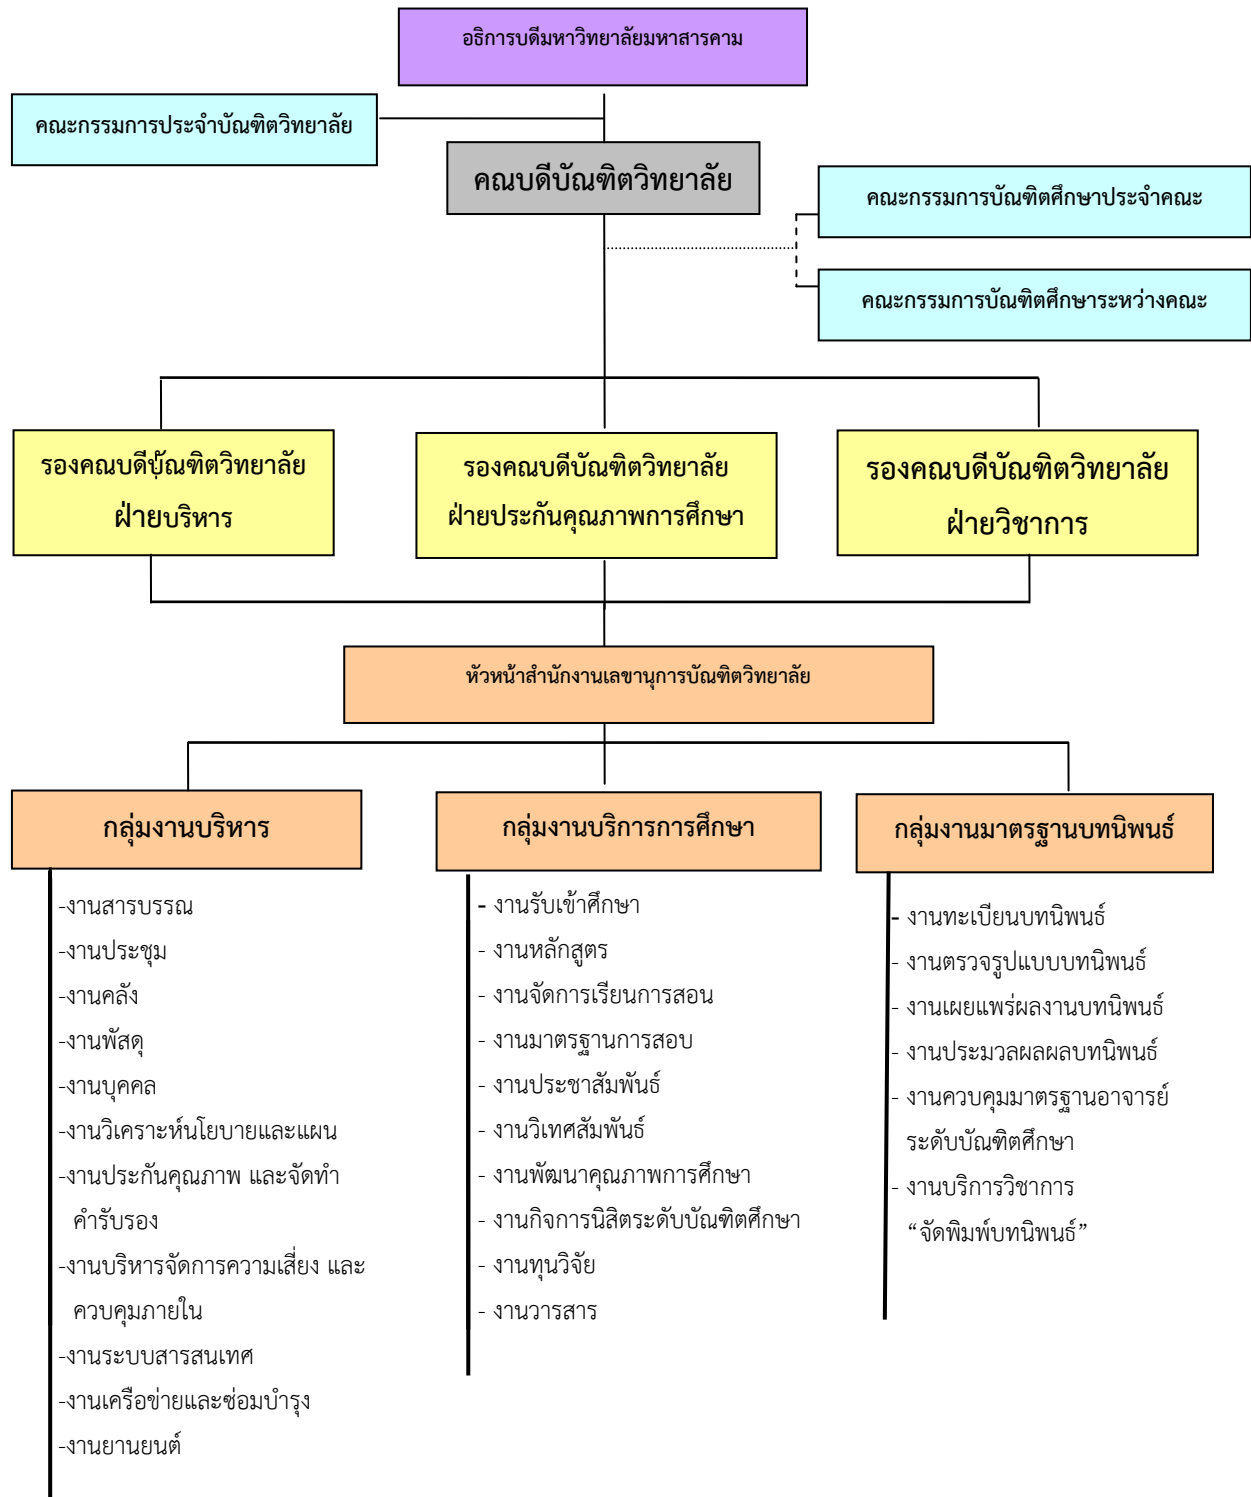 อธิการบดีมหาวิทยาลัยมหาสารคาม
คณะกรรมการประจำบัณฑิตวิทยาลัย
คณบดีบัณฑิตวิทยาลัย
คณะกรรมการบัณฑิตศึกษาประจำคณะ
คณะกรรมการบัณฑิตศึกษาระหว่างคณะ
รองคณบดีบัณฑิตวิทยาลัย
ฝ่ายบริหาร
รองคณบดีบัณฑิตวิทยาลัย
ฝ่ายประกันคุณภาพการศึกษา
รองคณบดีบัณฑิตวิทยาลัย
ฝ่ายวิชาการ
หัวหน้าสำนักงานเลขานุการบัณฑิตวิทยาลัย
กลุ่มงานบริหาร
-งานสารบรรณ
-งานประชุม
-งานคลัง
-งานพัสดุ
-งานบุคคล
-งานวิเคราะห์นโยบายและแผน
-งานประกันคุณภาพ และจัดทำ
คำรับรอง
-งานบริหารจัดการความเสี่ยง และ
ควบคุมภายใน
-งานระบบสารสนเทศ
-งานเครือข่ายและซ่อมบำรุง
-งานยานยนต์
กลุ่มงานบริการการศึกษา
- งานรับเข้าศึกษา
- งานหลักสูตร
- งานจัดการเรียนการสอน
- งานมาตรฐานการสอบ
- งานประชาสัมพันธ์
- งานวิเทศสัมพันธ์
- งานพัฒนาคุณภาพการศึกษา
- งานกิจการนิสิตระดับบัณฑิตศึกษา
- งานทุนวิจัย
- งานวารสาร
กลุ่มงานมาตรฐานบทนิพนธ์
- งานทะเบียนบทนิพนธ์
- งานตรวจรูปแบบบทนิพนธ์
- งานเผยแพร่ผลงานบทนิพนธ์
- งานประมวลผลผลบทนิพนธ์
- งานควบคุมมาตรฐานอาจารย์
ระดับบัณฑิตศึกษา
- งานบริการวิชาการ
“จัดพิมพ์บทนิพนธ์”